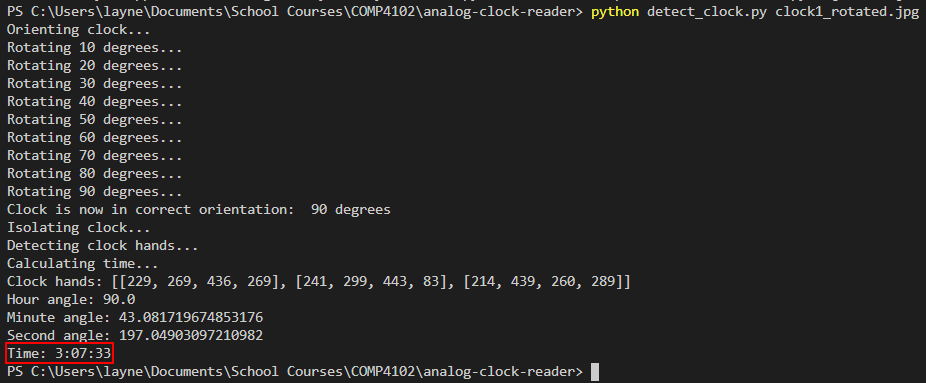 PS C:\Users\layne\Documents\School Courses\COMP4102\analog-clock-reader> python detect_clock.py clock1_rotated.jpg
Orienting clock...
Rotating 10 degrees...
Rotating 20 degrees...
Rotating 30 degrees...
Rotating 40 degrees...
Rotating 50 degrees...
Rotating 60 degrees...
Rotating 70 degrees...
Rotating 80 degrees...
Rotating 90 degrees...
Clock is now in correct orientation:  90 degrees
Isolating clock...
Detecting clock hands...
Calculating time...
Clock hands: [[229, 269, 436, 269], [241, 299, 443, 83], [214, 439, 260, 289]]
Hour angle: 90.0
Minute angle: 43.081719674853176
Second angle: 197.04903097210982
Time: 3:07:33
PS C:\Users\layne\Documents\School Courses\COMP4102\analog-clock-reader>